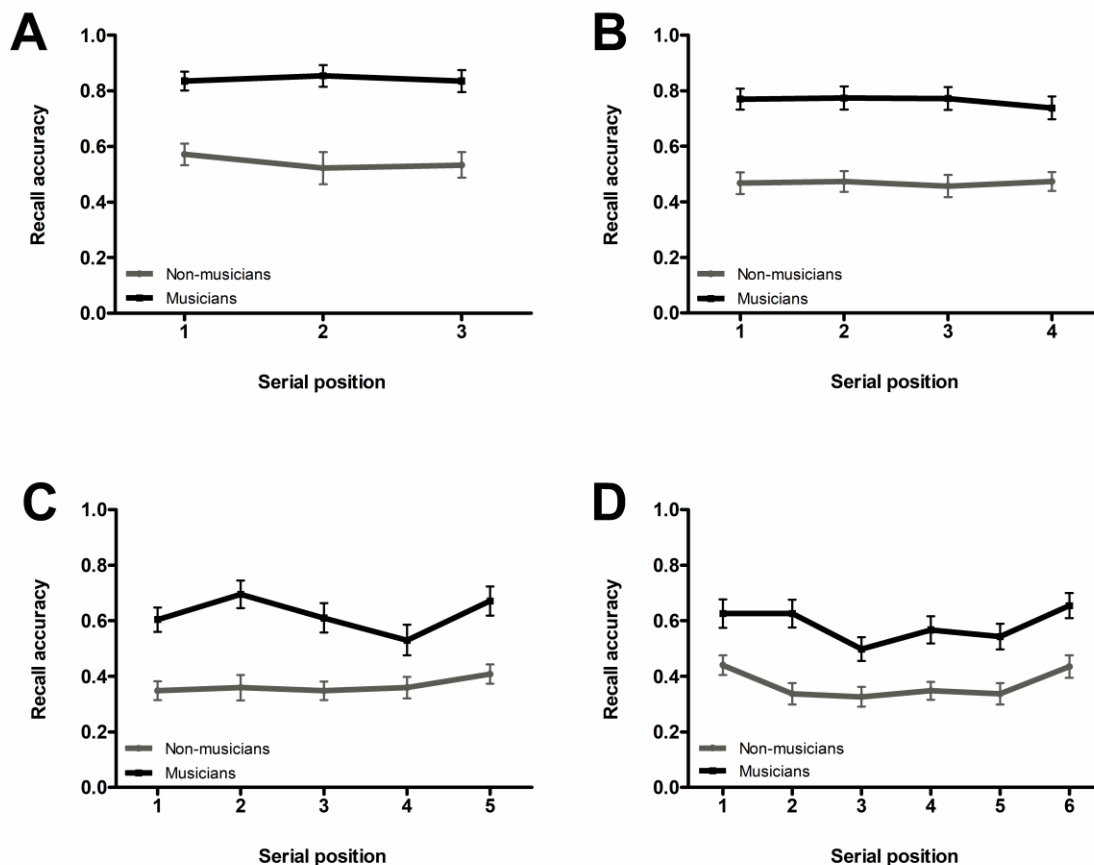 A
1.0
0.8
0.6
0.4
0.2
0.0
Recall accuracy
Non-musicians
Musicians
1 2 3
Serial position
B
1.0
0.8
0.6
0.4
0.2
0.0
Recall accuracy
Non-musicians
Musicians
1 2 3 4
Serial position
C
1.0
0.8
0.6
0.4
0.2
0.0
Recall accuracy
Non-musicians
Musicians
1 2 3 4 5
Serial position
D
1.0
0.8
0.6
0.4
0.2
0.0
Recall accuracy
Non-musicians
Musicians
1 2 3 4 5 6
Serial position